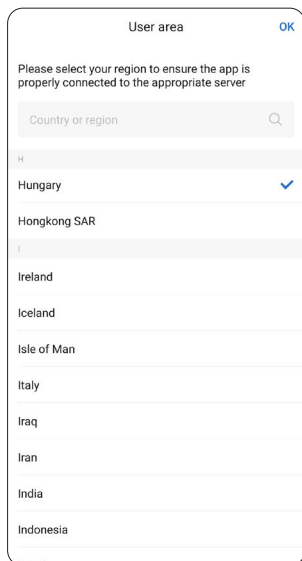 User area
OK
Please select your region to ensure the app is
properly connected to the appropriate server
Country or region
H
Hungary
Hongkong SAR
I
Ireland
Iceland
Isle of Man
Italy
Iraq
Iran
India
Indonesia